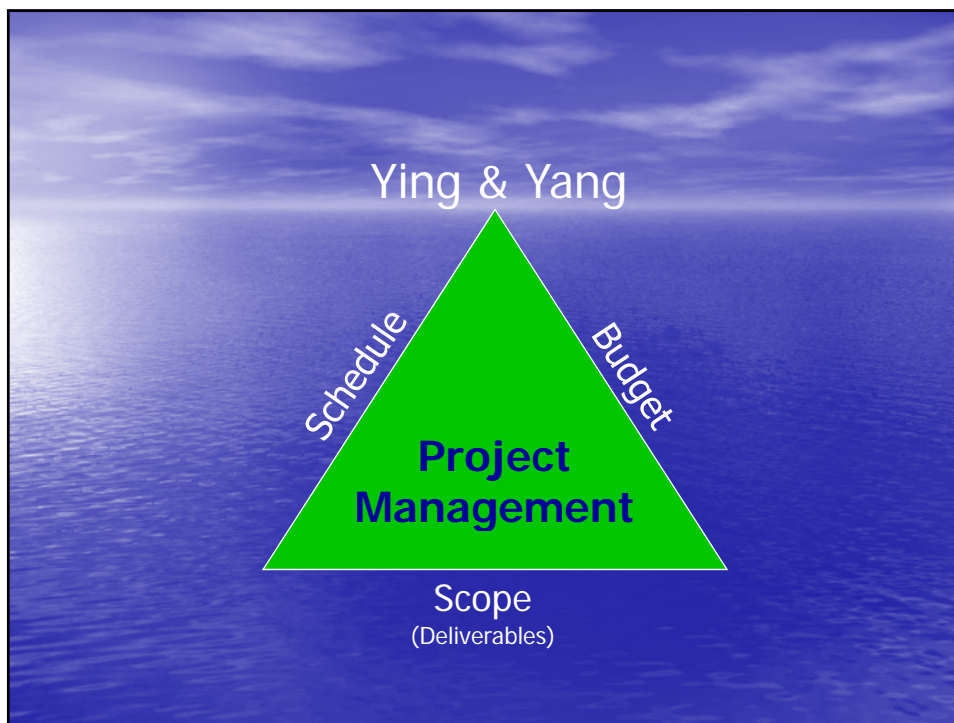 Ying & Yang
Schedule
Budget
Project
Management
Scope
(Deliverables)